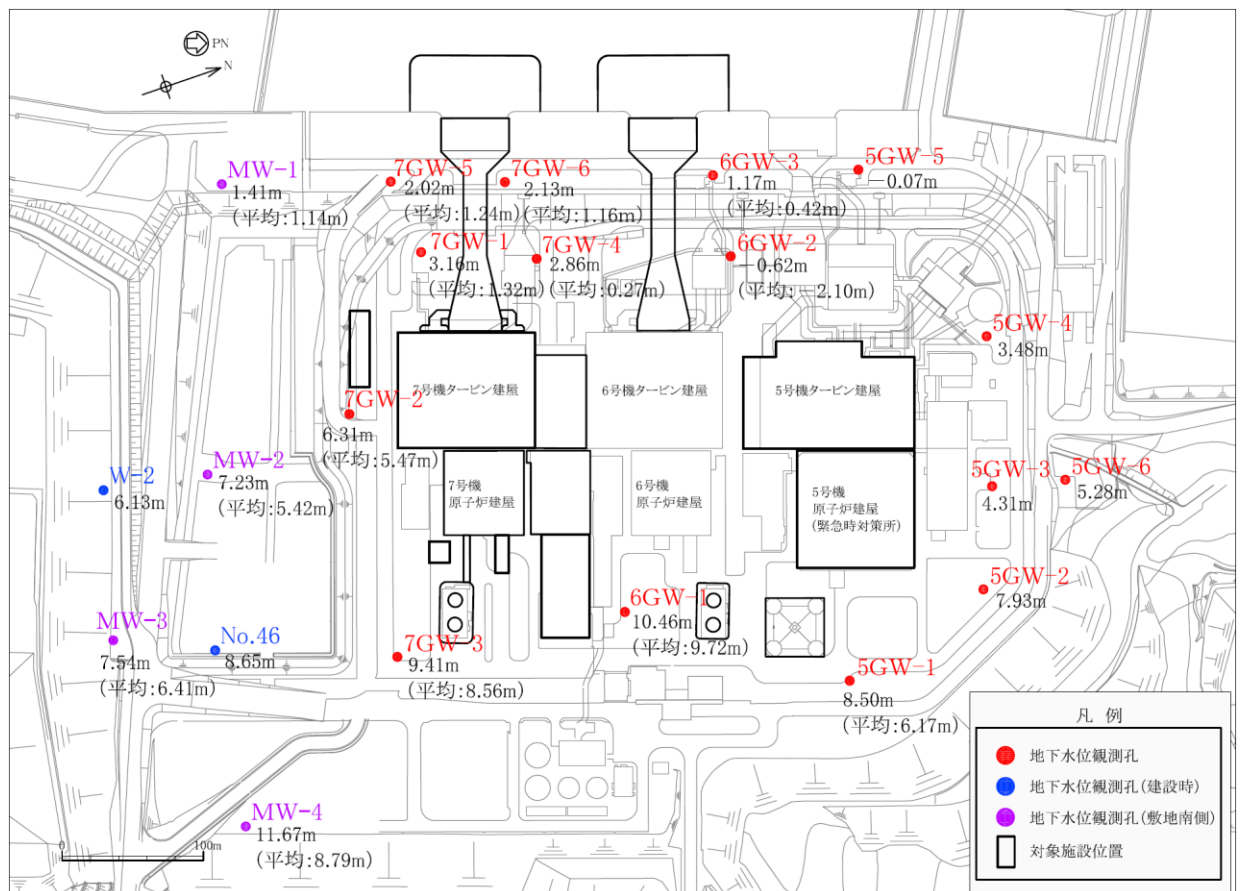 PN
N
MW-1
1.41m
(平均:1.14m)
7GW-5
2.02m
(平均:1.24m)
7GW-6
2.13m
(平均:1.16m)
6GW-3
1.17m
(平均:0.42m)
5GW-5
-0.07m
7GW-1
3.16m
(平均:1.32m)
7GW-4
2.86m
(平均:0.27m)
6GW-2
-0.62m
(平均:-2.10m)
5GW-4
3.48m
7号機タービン建屋
6号機タービン建屋
5号機タービン建屋
7GW-2
6.31m
(平均:5.47m)
W-2
6.13m
MW-2
7.23m
(平均:5.42m)
7号機
原子炉建屋
6号機
原子炉建屋
5号機
原子炉建屋
(緊急時対策所)
5GW-3
4.31m
5GW-6
5.28m
5GW-2
7.93m
MW-3
7.54m
(平均:6.41m)
No.46
8.65m
7GW-3
9.41m
(平均:8.56m)
6GW-1
10.46m
(平均:9.72m)
5GW-1
8.50m
(平均:6.17m)
MW-4
11.67m
(平均:8.79m)
0
100m
凡 例
地下水位観測孔
地下水位観測孔(建設時)
地下水位観測孔(敷地南側)
対象施設位置